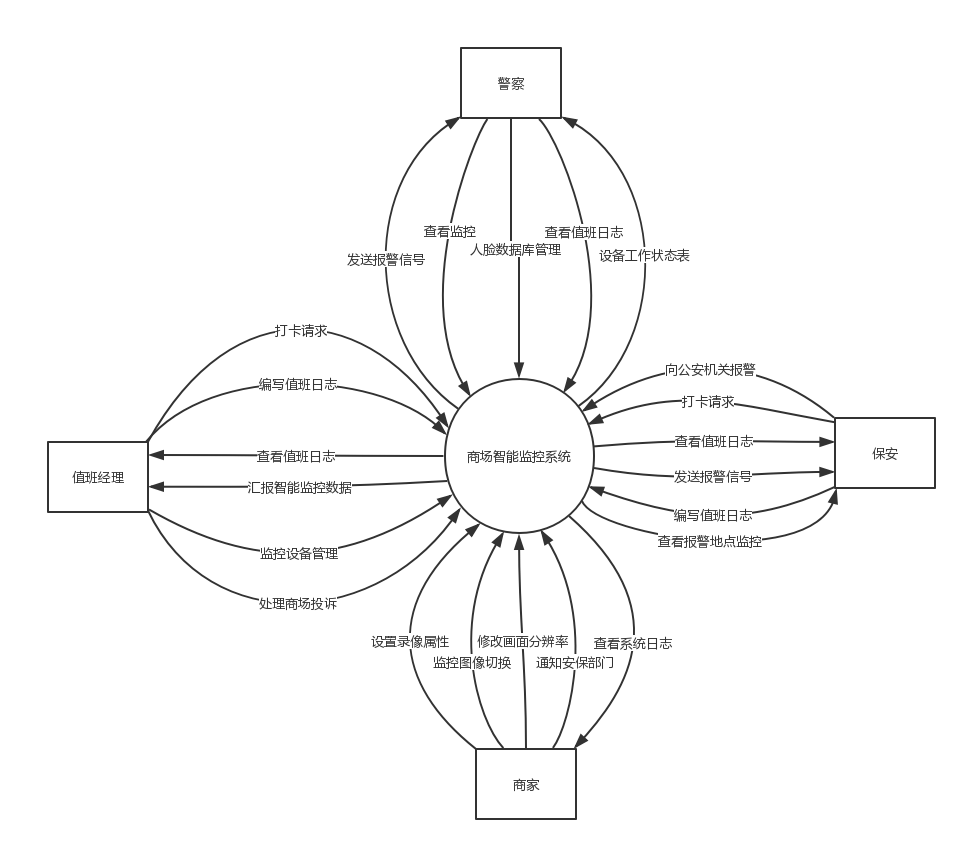 警察
查看监控
查看值班日志
人脸数据库管理
设备工作状态表
发送报警信号
打卡请求
向公安机关报警
编写值班日志
打卡请求
查看值班日志
查看值班日志
商场智能监控系统
保安
值班经理
汇报智能监控数据
发送报警信号
编写值班日志
查看报警地点监控
监控设备管理
处理商场投诉
设置录像属性
修改画面分辨率
查看系统日志
监控图像切换
通知安保部门
商家